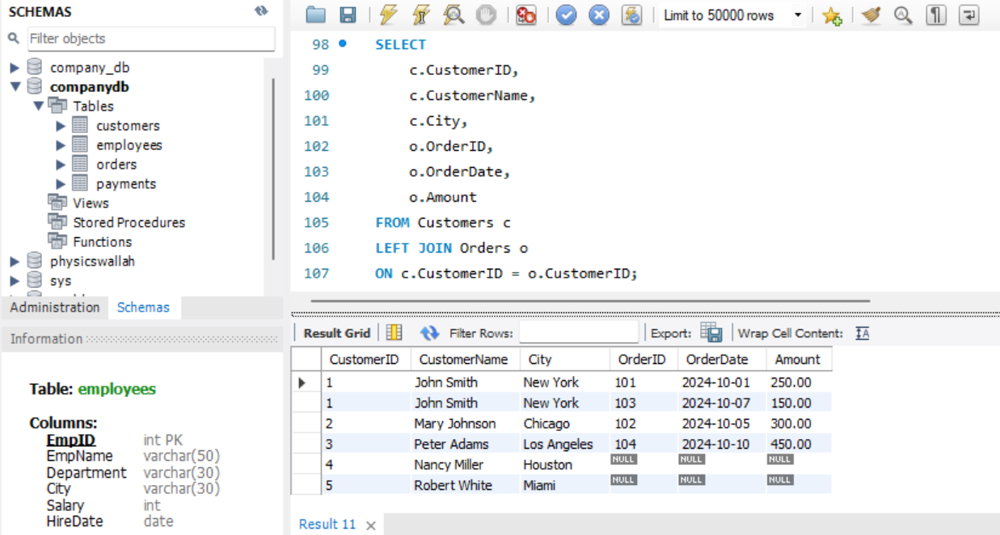 SCHEMAS
Filter objects
company_db
companydb
Tables
customers
employees
orders
payments
Views
Stored Procedures
Functions
physicswallah
sys
Administration Schemas
Information
Table: employees
Columns:
EmpID int PK
EmpName varchar(50)
Department varchar(30)
City varchar(30)
Salary int
HireDate date
Limit to 50000 rows
98 SELECT
99 c.CustomerID,
100 c.CustomerName,
101 c.City,
102 o.OrderID,
103 o.OrderDate,
104 o.Amount
105 FROM Customers c
106 LEFT JOIN Orders o
107 ON c.CustomerID = o.CustomerID;
Result Grid Filter Rows: Export: Wrap Cell Content: IA
CustomerID CustomerName City OrderID OrderDate Amount
1 John Smith New York 101 2024-10-01 250.00
1 John Smith New York 103 2024-10-07 150.00
2 Mary Johnson Chicago 102 2024-10-05 300.00
3 Peter Adams Los Angeles 104 2024-10-10 450.00
4 Nancy Miller Houston NULL NULL NULL
5 Robert White Miami NULL NULL NULL
Result 11